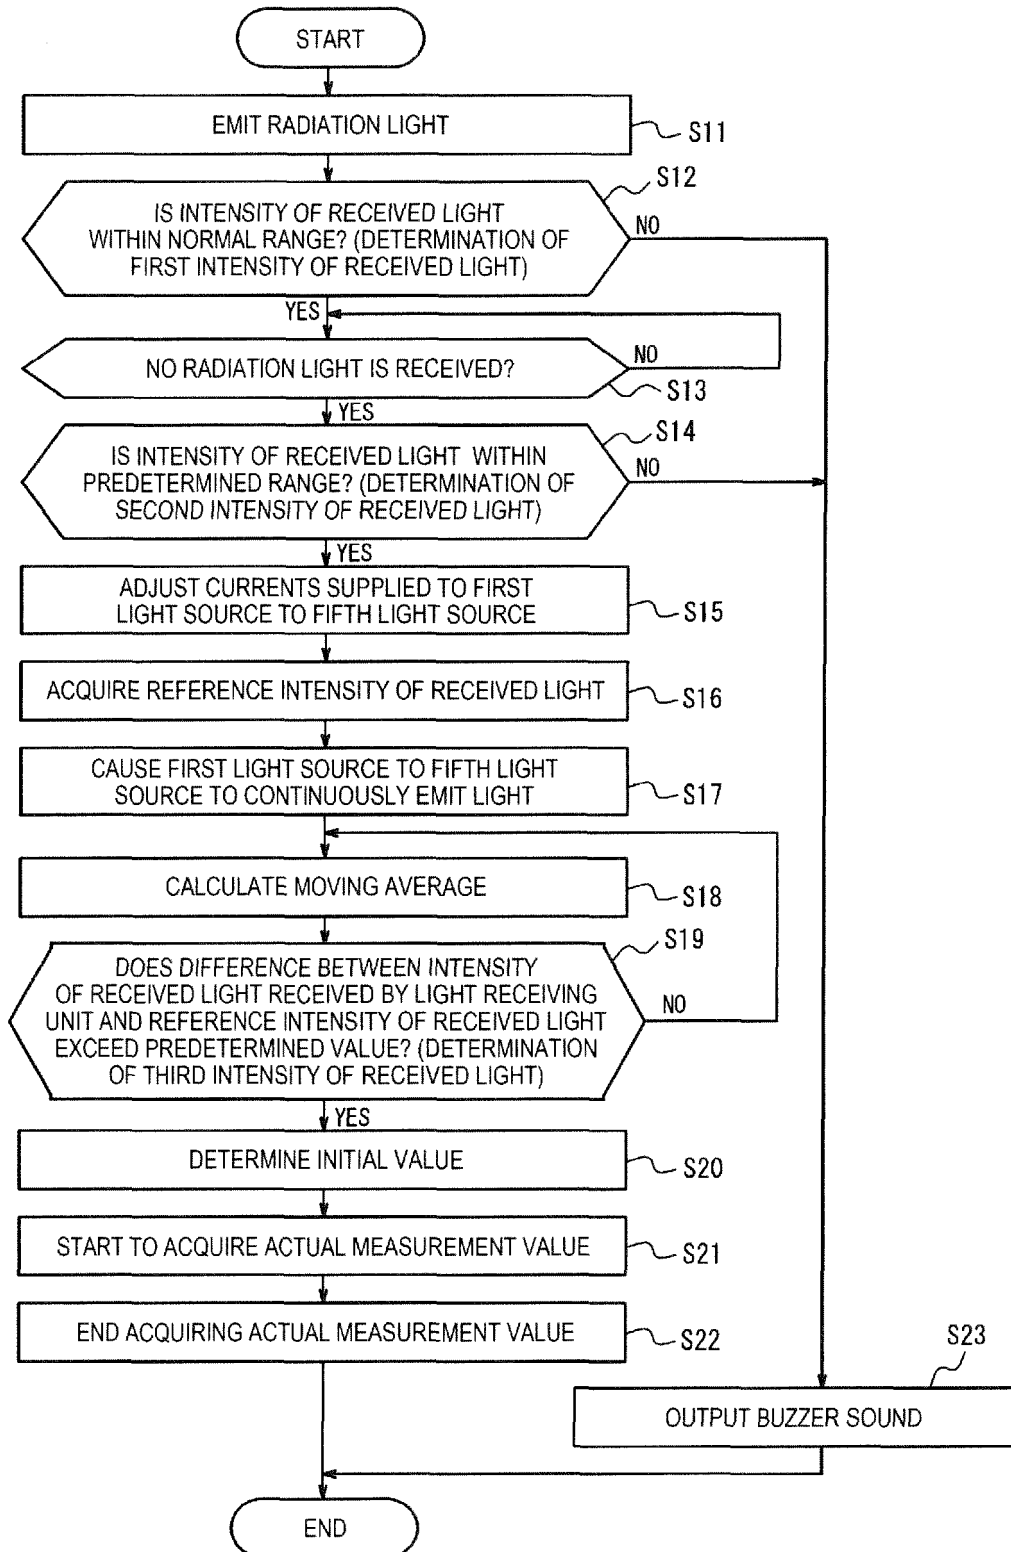 START
EMIT RADIATION LIGHT
S11
S12
IS INTENSITY OF RECEIVED LIGHT
WITHIN NORMAL RANGE? (DETERMINATION OF
FIRST INTENSITY OF RECEIVED LIGHT)
NO
YES
NO RADIATION LIGHT IS RECEIVED?
NO
S13
YES
S14
IS INTENSITY OF RECEIVED LIGHT WITHIN
PREDETERMINED RANGE? (DETERMINATION OF
SECOND INTENSITY OF RECEIVED LIGHT)
NO
YES
ADJUST CURRENTS SUPPLIED TO FIRST
LIGHT SOURCE TO FIFTH LIGHT SOURCE
S15
ACQUIRE REFERENCE INTENSITY OF RECEIVED LIGHT
S16
CAUSE FIRST LIGHT SOURCE TO FIFTH LIGHT
SOURCE TO CONTINUOUSLY EMIT LIGHT
S17
CALCULATE MOVING AVERAGE
S18
S19
DOES DIFFERENCE BETWEEN INTENSITY
OF RECEIVED LIGHT RECEIVED BY LIGHT RECEIVING
UNIT AND REFERENCE INTENSITY OF RECEIVED LIGHT
EXCEED PREDETERMINED VALUE? (DETERMINATION
OF THIRD INTENSITY OF RECEIVED LIGHT)
NO
YES
DETERMINE INITIAL VALUE
S20
START TO ACQUIRE ACTUAL MEASUREMENT VALUE
S21
END ACQUIRING ACTUAL MEASUREMENT VALUE
S22
S23
OUTPUT BUZZER SOUND
END